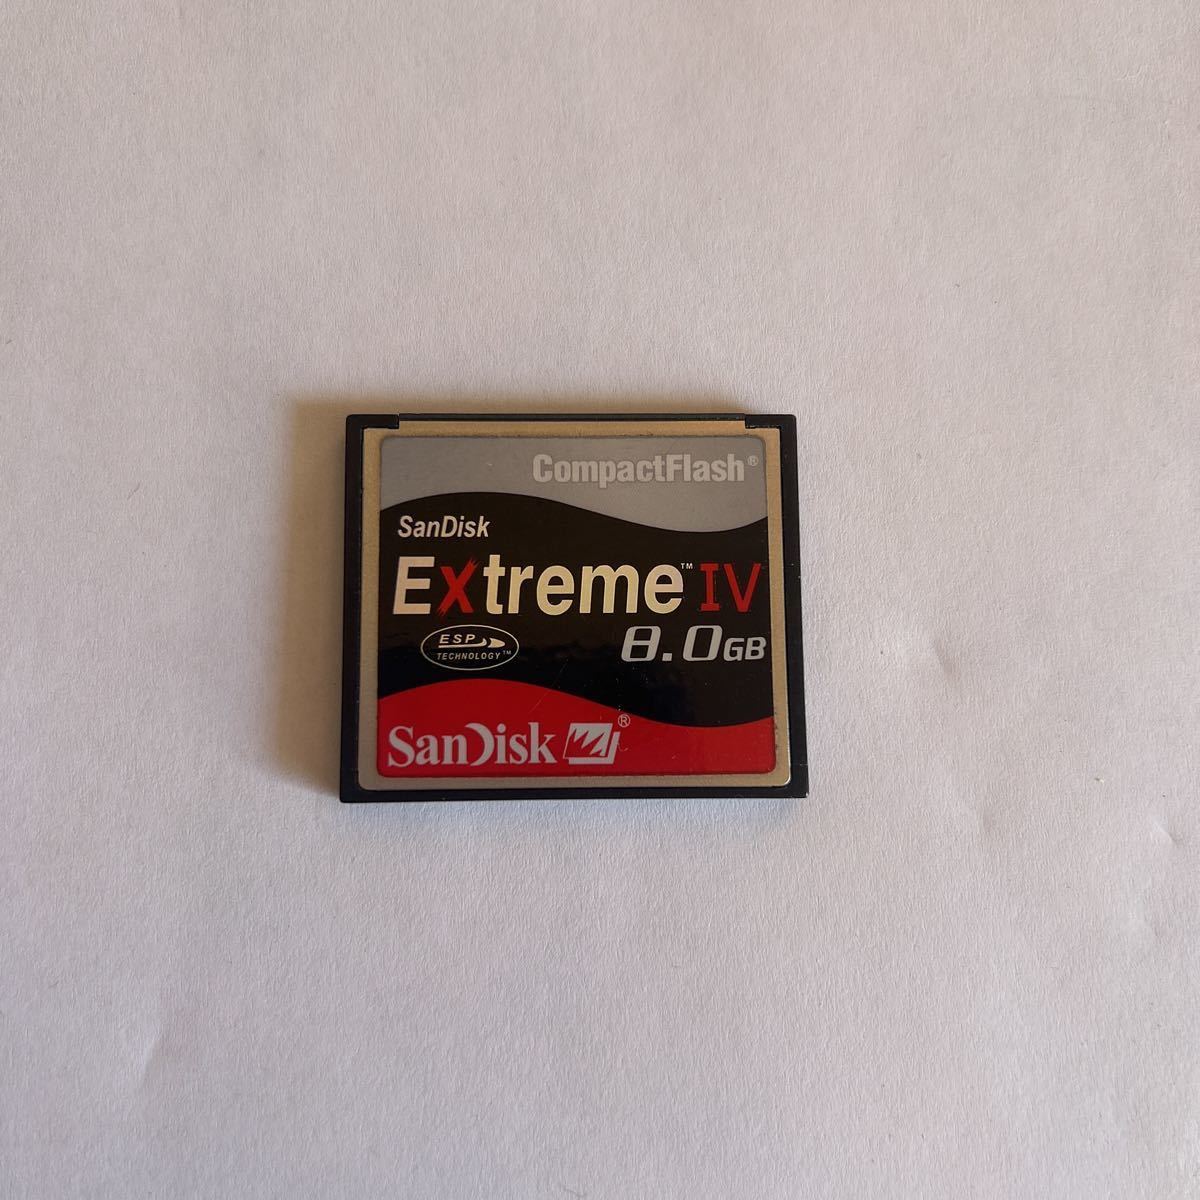 CompactFlash®
SanDisk
Extreme™ IV
ESP
TECHNOLOGY™
8.0GB
SanDisk®